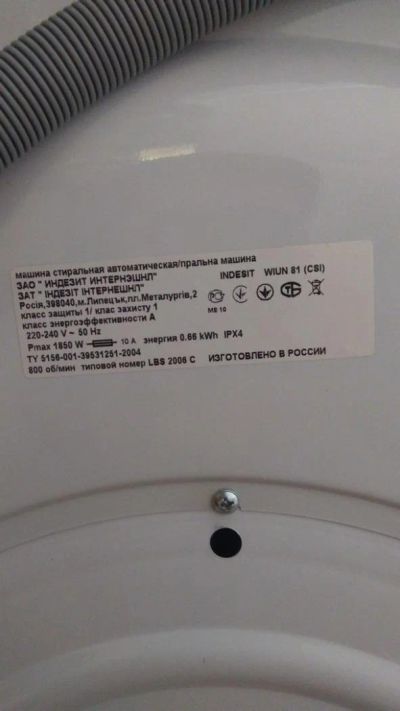 машина стиральная автоматическая/пральна машина
ЗАО " ИНДЕЗИТ ИНТЕРНЭШНЛ" INDESIT WIUN 81 (CSI)
ЗАТ " ІНДЕЗІТ ІНТЕРНЕШНЛ"
Росія,398040,м.Липецьк,пл.Металургів,2
класс защиты 1/ клас захисту 1 ME 10
класс энергоэффективности А
220-240 V ~ 50 Hz
Pmax 1850 W 10 A энергия 0.66 kWh IPX4
ТУ 5156-001-39531251-2004
800 об/мин типовой номер LBS 2006 C ИЗГОТОВЛЕНО В РОССИИ